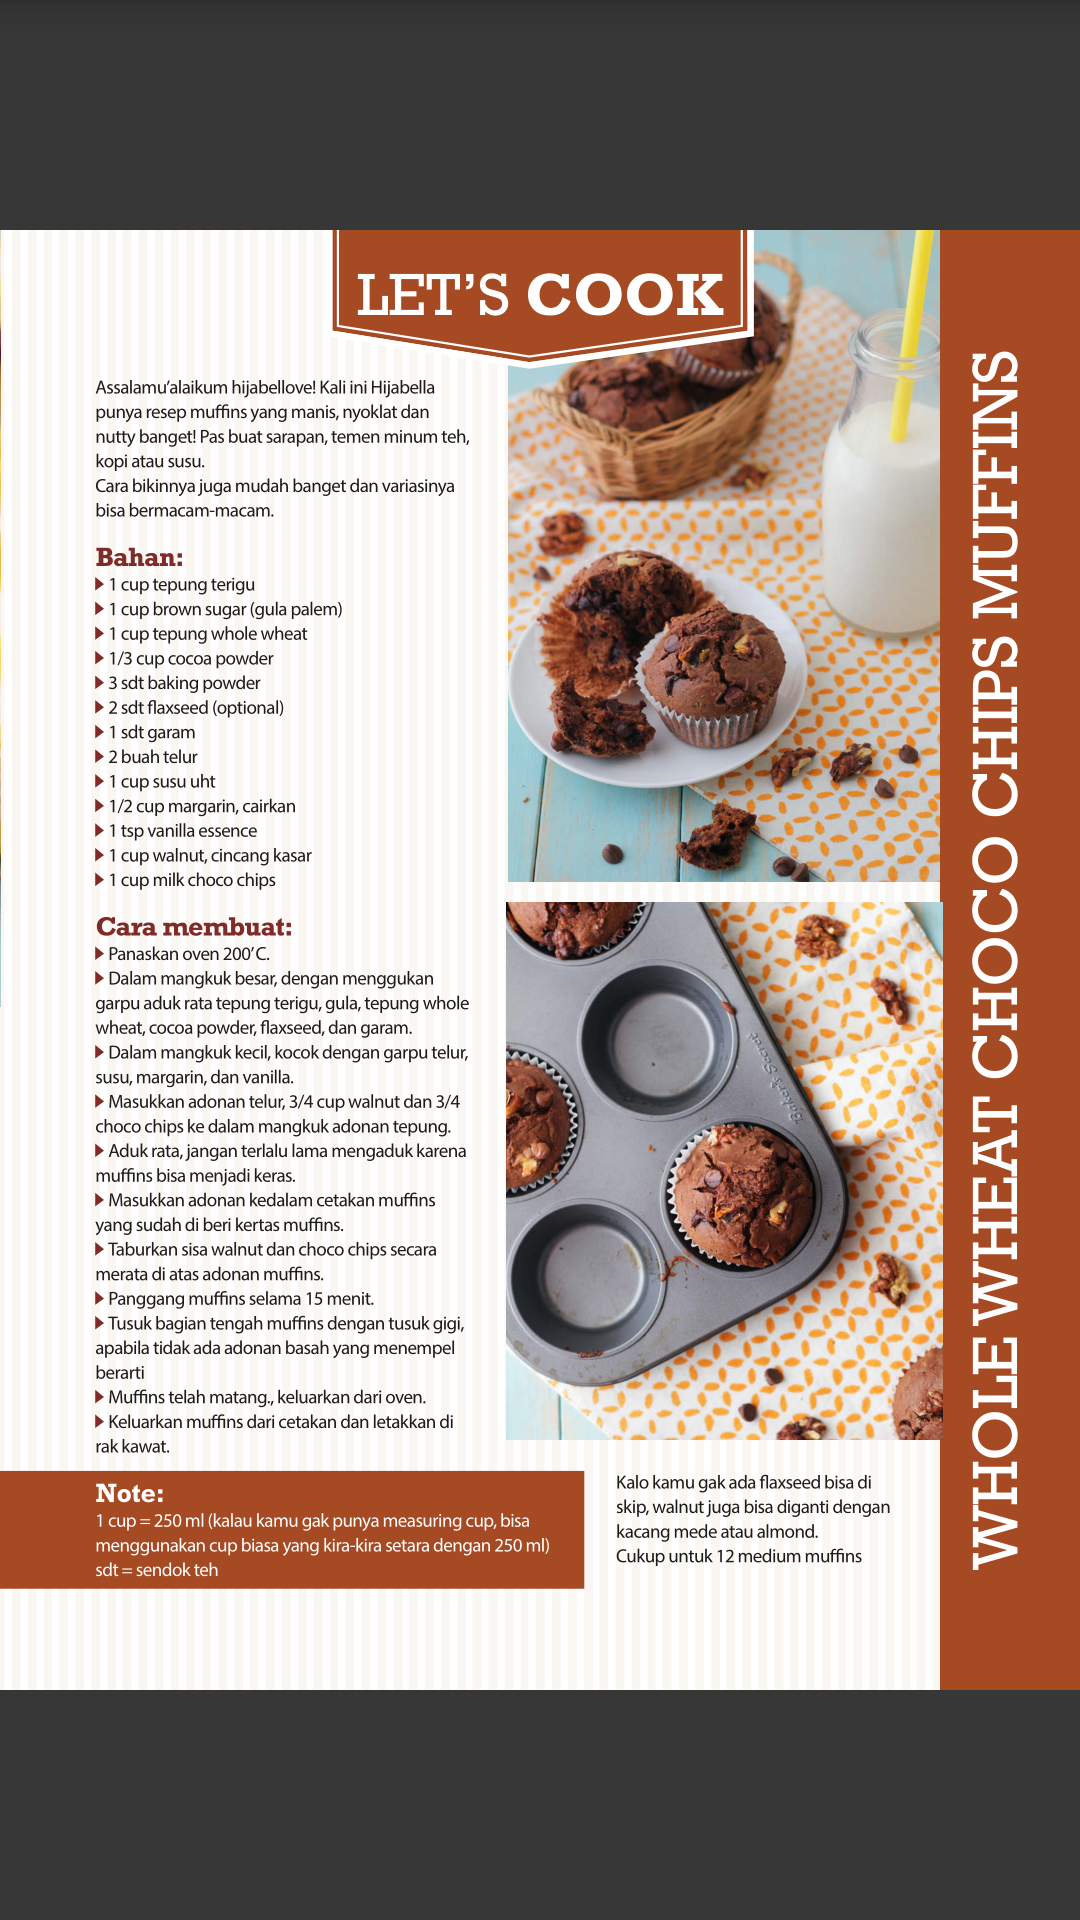 LET'S COOK
Assalamu'alaikum hijabellove! Kali ini Hijabella
punya resep muffins yang manis, nyoklat dan
nutty banget! Pas buat sarapan, temen minum teh,
kopi atau susu.
Cara bikinnya juga mudah banget dan variasinya
bisa bermacam-macam.
Bahan:
1 cup tepung terigu
1 cup brown sugar (gula palem)
1 cup tepung whole wheat
1/3 cup cocoa powder
3 sdt baking powder
2 sdt flaxseed (optional)
1 sdt garam
2 buah telur
1 cup susu uht
1/2 cup margarin, cairkan
1 tsp vanilla essence
1 cup walnut, cincang kasar
1 cup milk choco chips
Cara membuat:
Panaskan oven 200'C.
Dalam mangkuk besar, dengan menggukan
garpu aduk rata tepung terigu, gula, tepung whole
wheat, cocoa powder, flaxseed, dan garam.
Dalam mangkuk kecil, kocok dengan garpu telur,
susu, margarin, dan vanilla.
Masukkan adonan telur, 3/4 cup walnut dan 3/4
choco chips ke dalam mangkuk adonan tepung.
Aduk rata, jangan terlalu lama mengaduk karena
muffins bisa menjadi keras.
Masukkan adonan kedalam cetakan muffins
yang sudah di beri kertas muffins.
Taburkan sisa walnut dan choco chips secara
merata di atas adonan muffins.
Panggang muffins selama 15 menit.
Tusuk bagian tengah muffins dengan tusuk gigi,
apabila tidak ada adonan basah yang menempel
berarti
Muffins telah matang., keluarkan dari oven.
Keluarkan muffins dari cetakan dan letakkan di
rak kawat.
Note:
1 cup = 250 ml (kalau kamu gak punya measuring cup, bisa
menggunakan cup biasa yang kira-kira setara dengan 250 ml)
sdt = sendok teh
Kalo kamu gak ada flaxseed bisa di
skip, walnut juga bisa diganti dengan
kacang mede atau almond.
Cukup untuk 12 medium muffins
WHOLE WHEAT CHOCO CHIPS MUFFINS
Baker's Secret